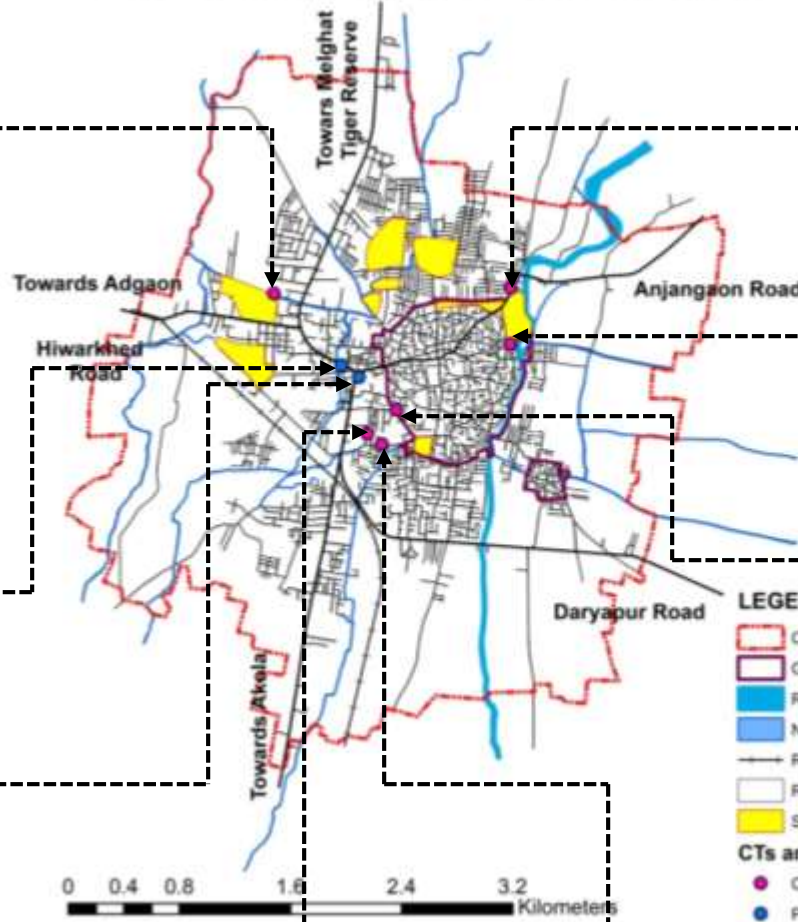 Towars Melghat
Tiger Reserve
Towards Adgaon
Anjangaon Road
Hiwarkhed
Road
Daryapur Road
Towards Akola
LEGE
C
C
R
N
R
R
S
CTs an
C
P
0 0.4 0.8 1.6 2.4 3.2
Kilometers